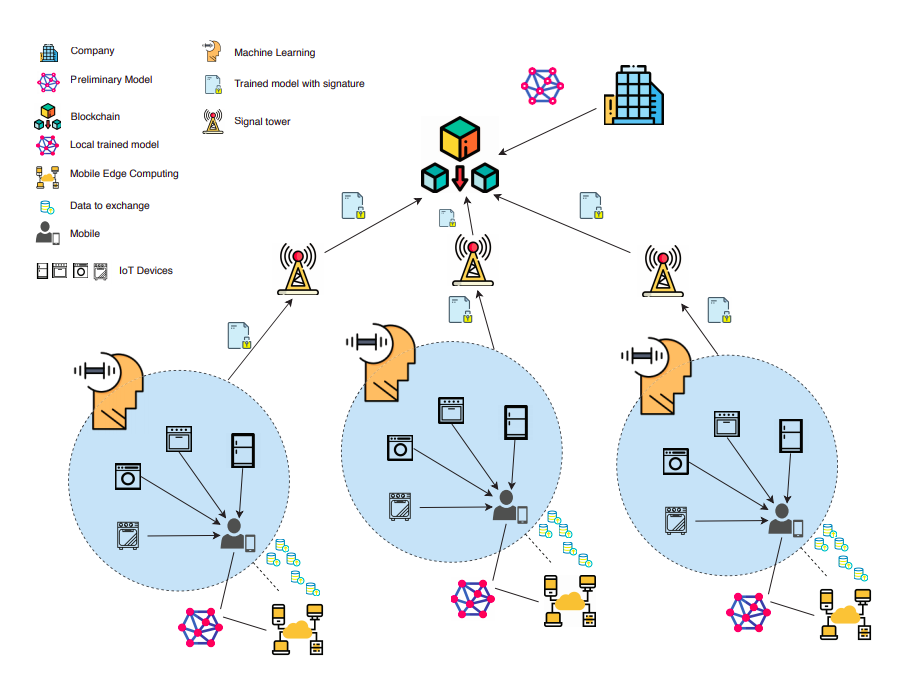 Company
Preliminary Model
Blockchain
Local trained model
Mobile Edge Computing
Data to exchange
Mobile
IoT Devices
Machine Learning
Trained model with signature
Signal tower